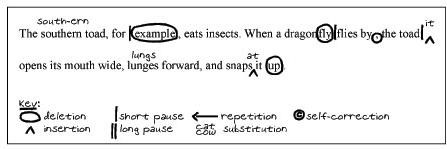 south-ern
The southern toad, for example, eats insects. When a dragonfly flies by, the toad it
lungs at
opens its mouth wide, lunges forward, and snaps it up.
Key:
deletion short pause repetition © self-correction
insertion long pause cat cow substitution